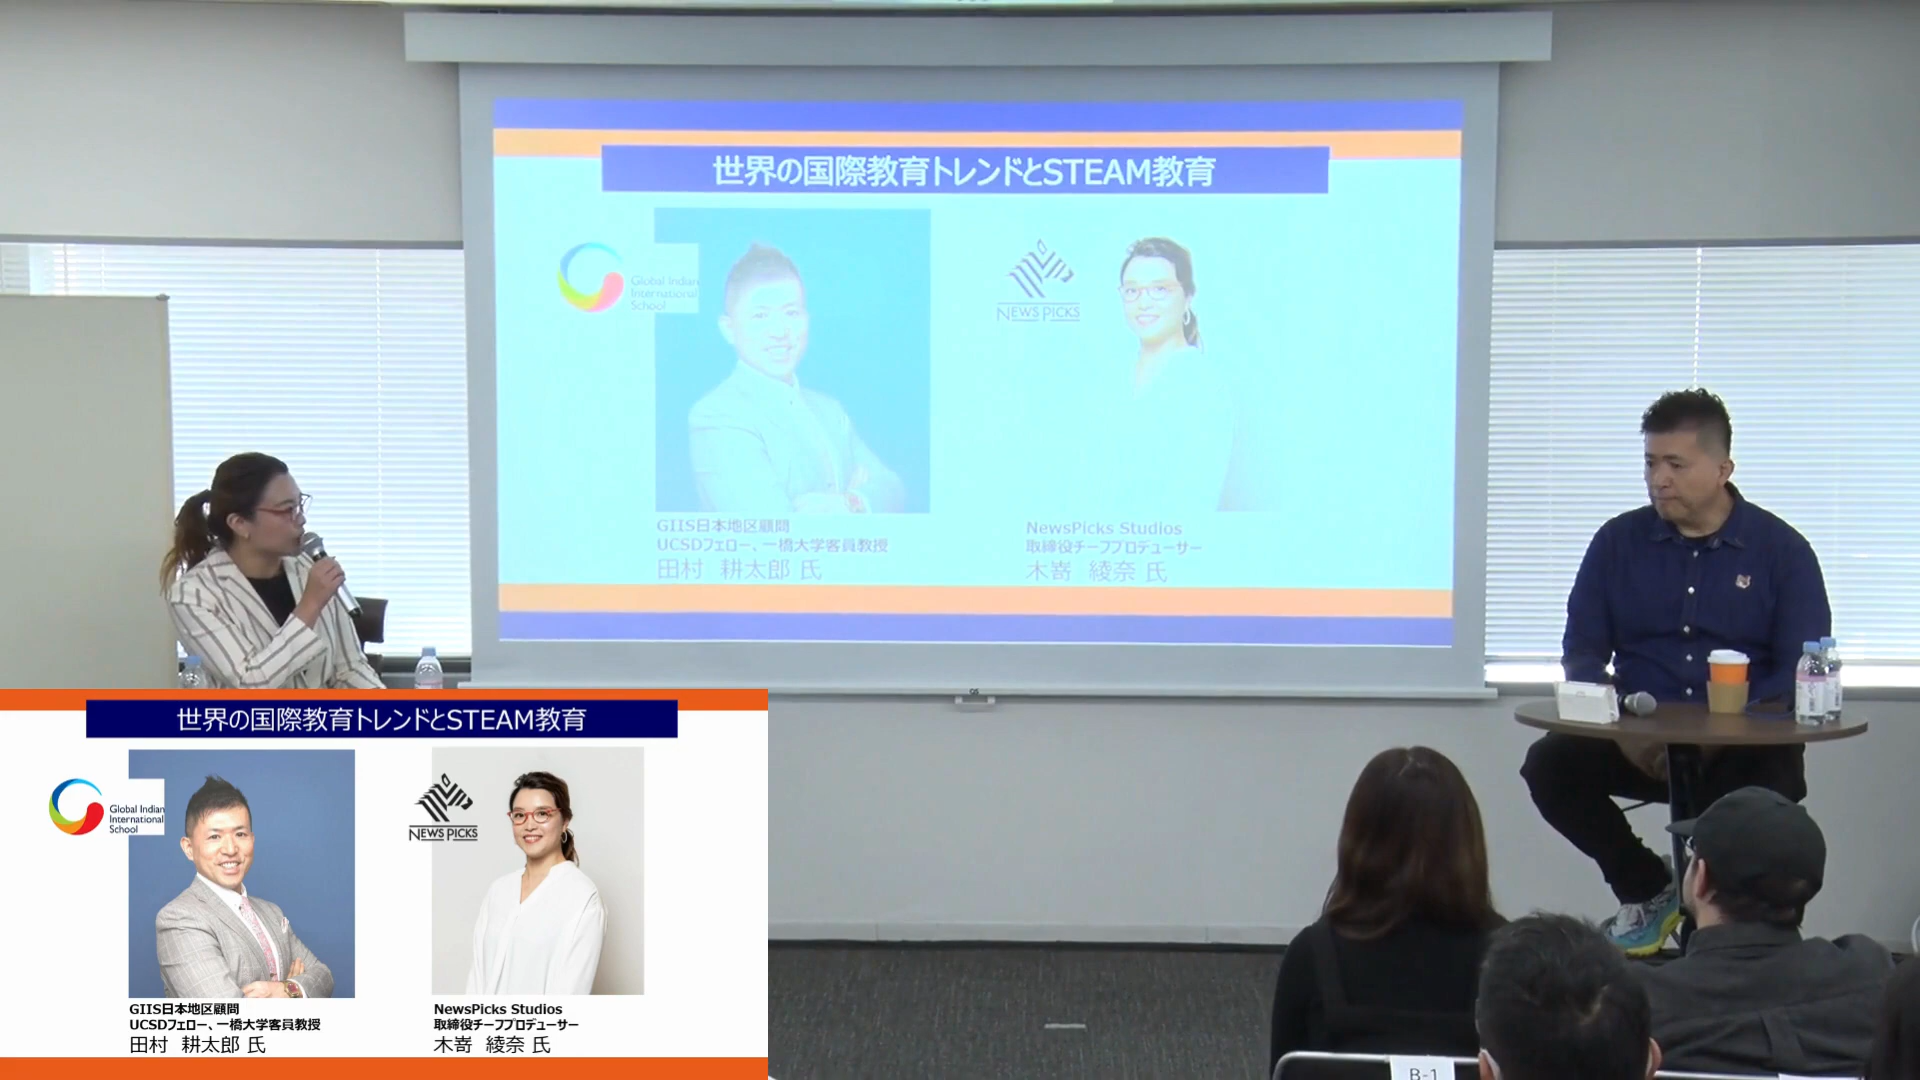 世界の国際教育トレンドとSTEAM教育
Global Indian
International
School
NEWS PICKS
GIIS日本地区顧問
UCSDフェロー、一橋大学客員教授
田村 耕太郎 氏
NewsPicks Studios
取締役チーフプロデューサー
木嵜 綾奈 氏
GS
世界の国際教育トレンドとSTEAM教育
Global Indian
International
School
NEWS PICKS
GIIS日本地区顧問
UCSDフェロー、一橋大学客員教授
田村 耕太郎 氏
NewsPicks Studios
取締役チーフプロデューサー
木嵜 綾奈 氏
B-1